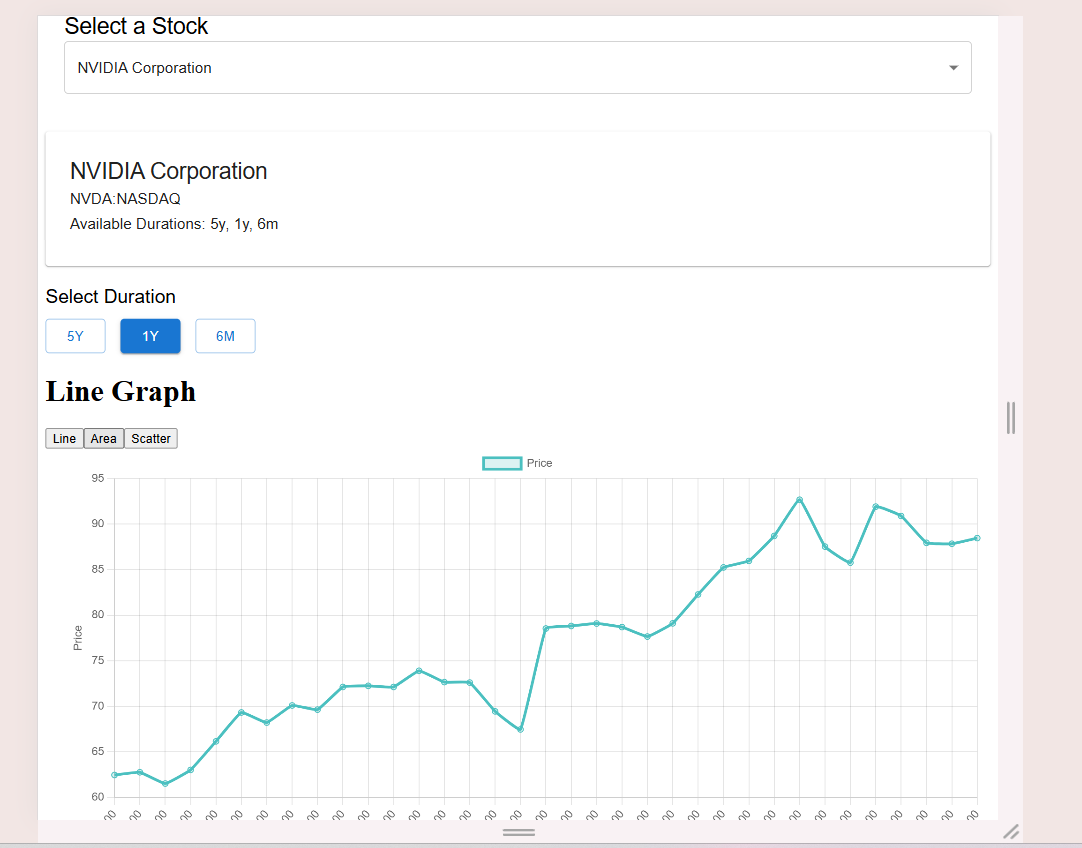 Select a Stock
NVIDIA Corporation
NVIDIA Corporation
NVDA:NASDAQ
Available Durations: 5y, 1y, 6m
Select Duration
5Y 1Y 6M
Line Graph
Line Area Scatter
Price
95
90
85
80
Price
75
70
65
60